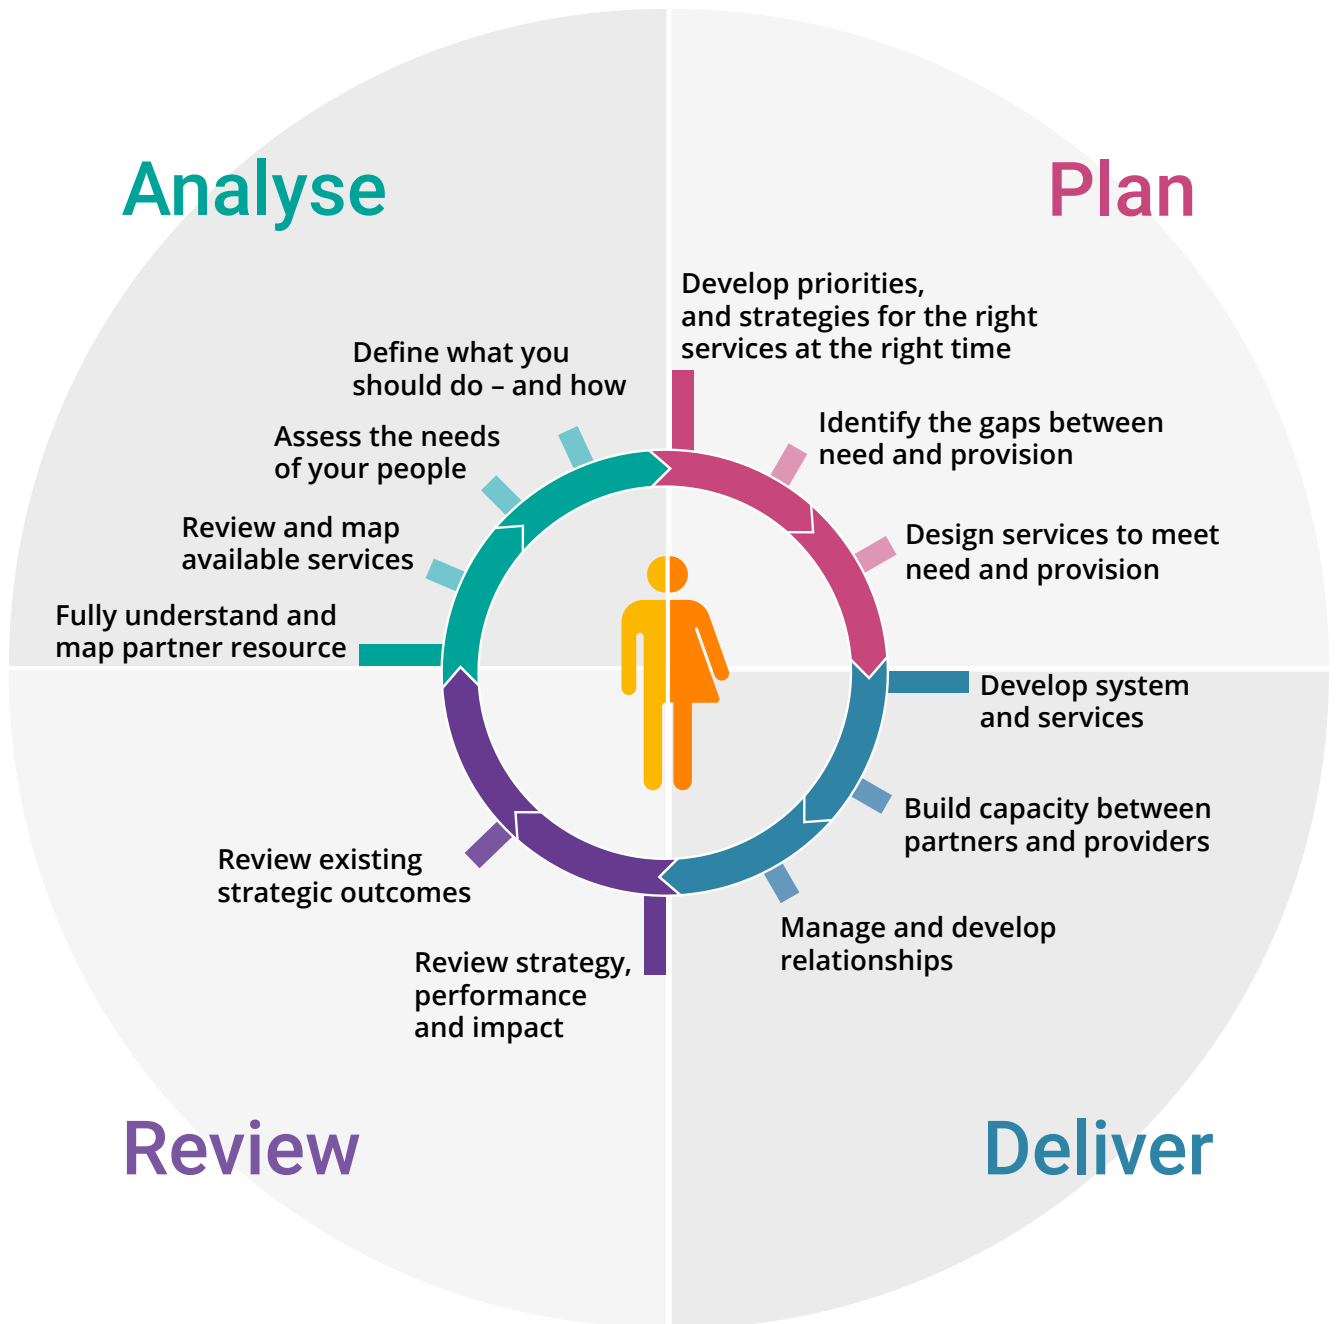 Analyse
Plan
Develop priorities,
and strategies for the right
services at the right time
Define what you
should do – and how
Identify the gaps between
need and provision
Assess the needs
of your people
Review and map
available services
Design services to meet
need and provision
Fully understand and
map partner resource
Develop system
and services
Build capacity between
partners and providers
Review existing
strategic outcomes
Manage and develop
relationships
Review strategy,
performance
and impact
Review
Deliver